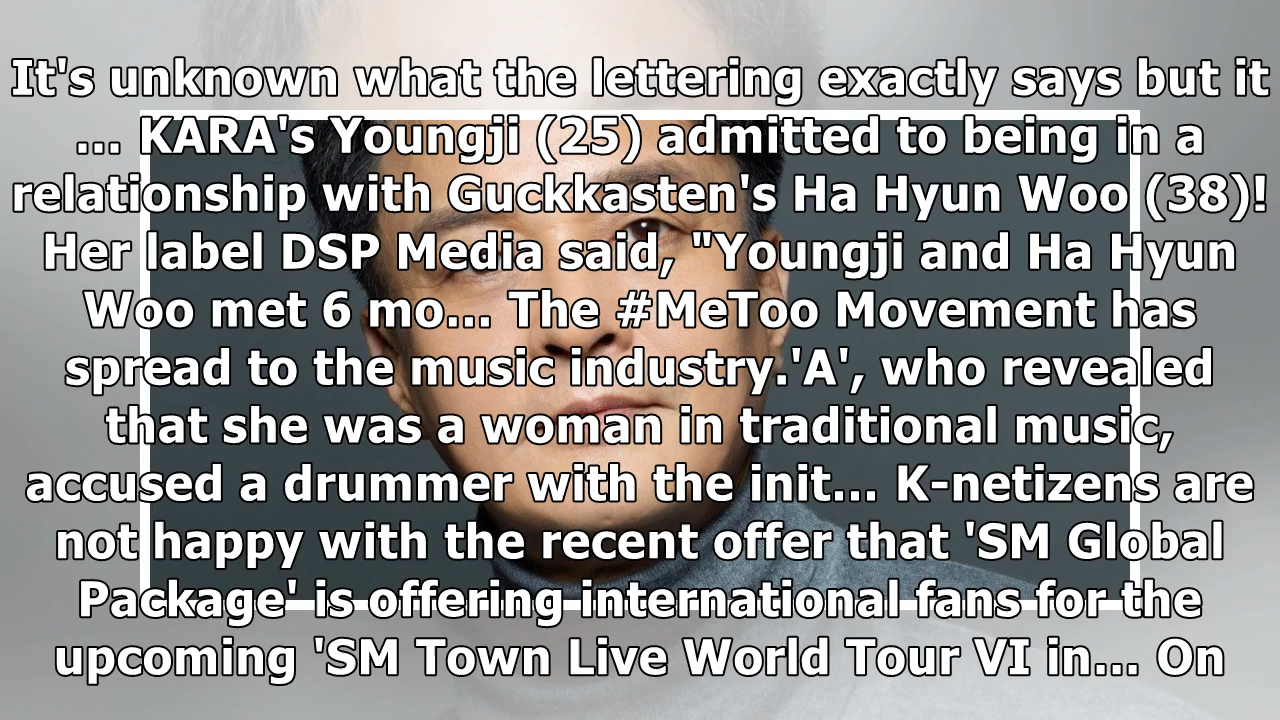 It's unknown what the lettering exactly says but it
... KARA's Youngji (25) admitted to being in a
relationship with Guckkasten's Ha Hyun Woo (38)!
Her label DSP Media said, "Youngji and Ha Hyun
Woo met 6 mo... The #MeToo Movement has
spread to the music industry.'A', who revealed
that she was a woman in traditional music,
accused a drummer with the init... K-netizens are
not happy with the recent offer that 'SM Global
Package' is offering international fans for the
upcoming 'SM Town Live World Tour VI in... On